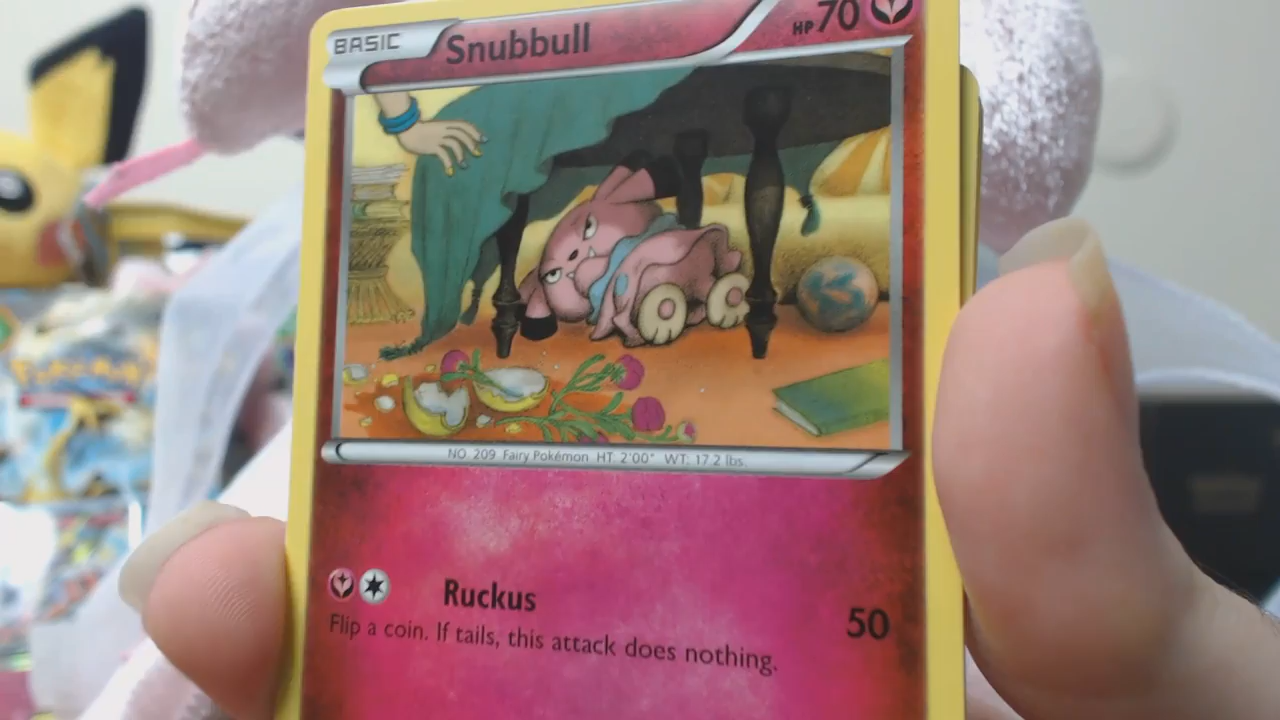 BASIC Snubbull HP 70
NO. 209 Fairy Pokémon HT: 2'00" WT: 17.2 lbs.
Ruckus 50
Flip a coin. If tails, this attack does nothing.
Pokémon